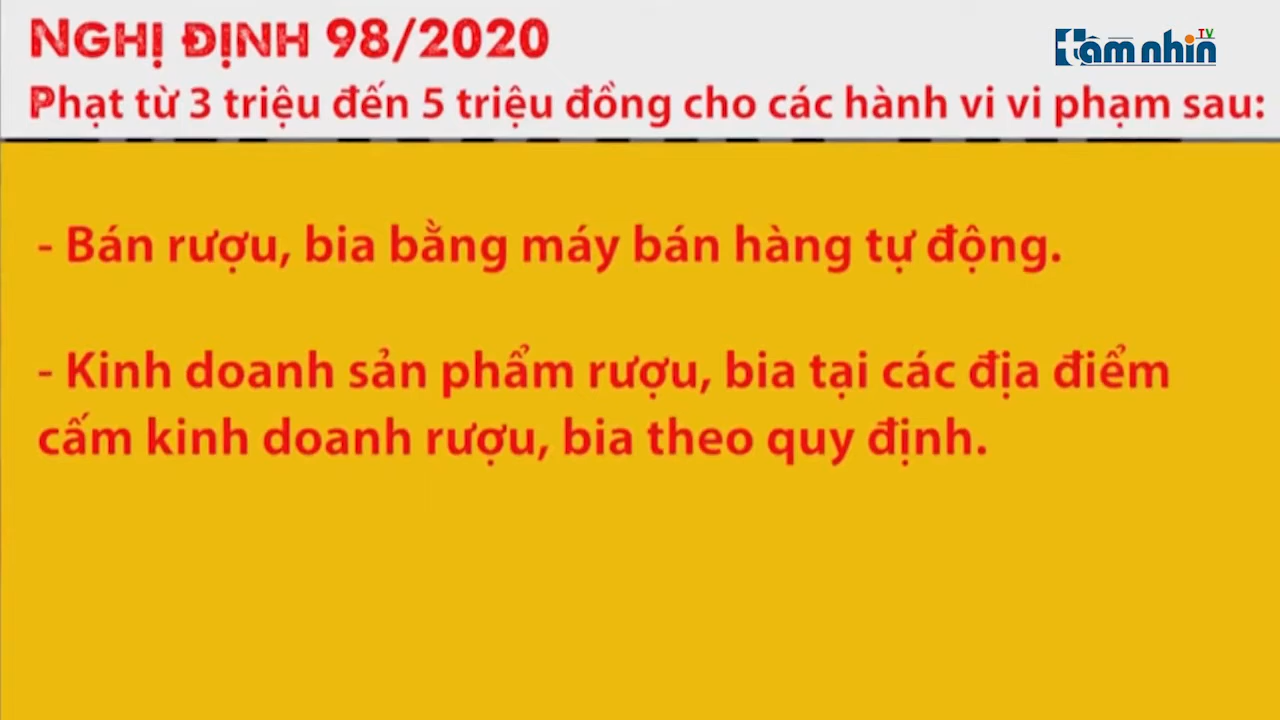 NGHỊ ĐỊNH 98/2020
tầm nhìn TV
Phạt từ 3 triệu đến 5 triệu đồng cho các hành vi vi phạm sau:
- Bán rượu, bia bằng máy bán hàng tự động.
- Kinh doanh sản phẩm rượu, bia tại các địa điểm
cấm kinh doanh rượu, bia theo quy định.